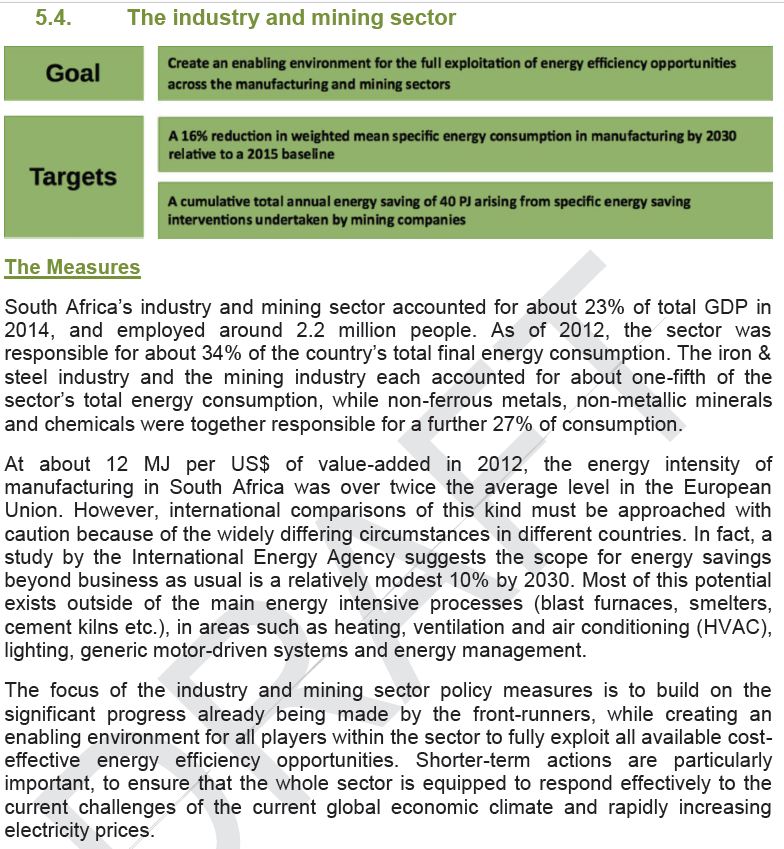 5.4. The industry and mining sector
Goal
Create an enabling environment for the full exploitation of energy efficiency opportunities
across the manufacturing and mining sectors
Targets
A 16% reduction in weighted mean specific energy consumption in manufacturing by 2030
relative to a 2015 baseline
A cumulative total annual energy saving of 40 PJ arising from specific energy saving
interventions undertaken by mining companies
The Measures
South Africa's industry and mining sector accounted for about 23% of total GDP in
2014, and employed around 2.2 million people. As of 2012, the sector was
responsible for about 34% of the country's total final energy consumption. The iron &
steel industry and the mining industry each accounted for about one-fifth of the
sector's total energy consumption, while non-ferrous metals, non-metallic minerals
and chemicals were together responsible for a further 27% of consumption.
At about 12 MJ per US$ of value-added in 2012, the energy intensity of
manufacturing in South Africa was over twice the average level in the European
Union. However, international comparisons of this kind must be approached with
caution because of the widely differing circumstances in different countries. In fact, a
study by the International Energy Agency suggests the scope for energy savings
beyond business as usual is a relatively modest 10% by 2030. Most of this potential
exists outside of the main energy intensive processes (blast furnaces, smelters,
cement kilns etc.), in areas such as heating, ventilation and air conditioning (HVAC),
lighting, generic motor-driven systems and energy management.
The focus of the industry and mining sector policy measures is to build on the
significant progress already being made by the front-runners, while creating an
enabling environment for all players within the sector to fully exploit all available cost-
effective energy efficiency opportunities. Shorter-term actions are particularly
important, to ensure that the whole sector is equipped to respond effectively to the
current challenges of the current global economic climate and rapidly increasing
electricity prices.
DRAFT